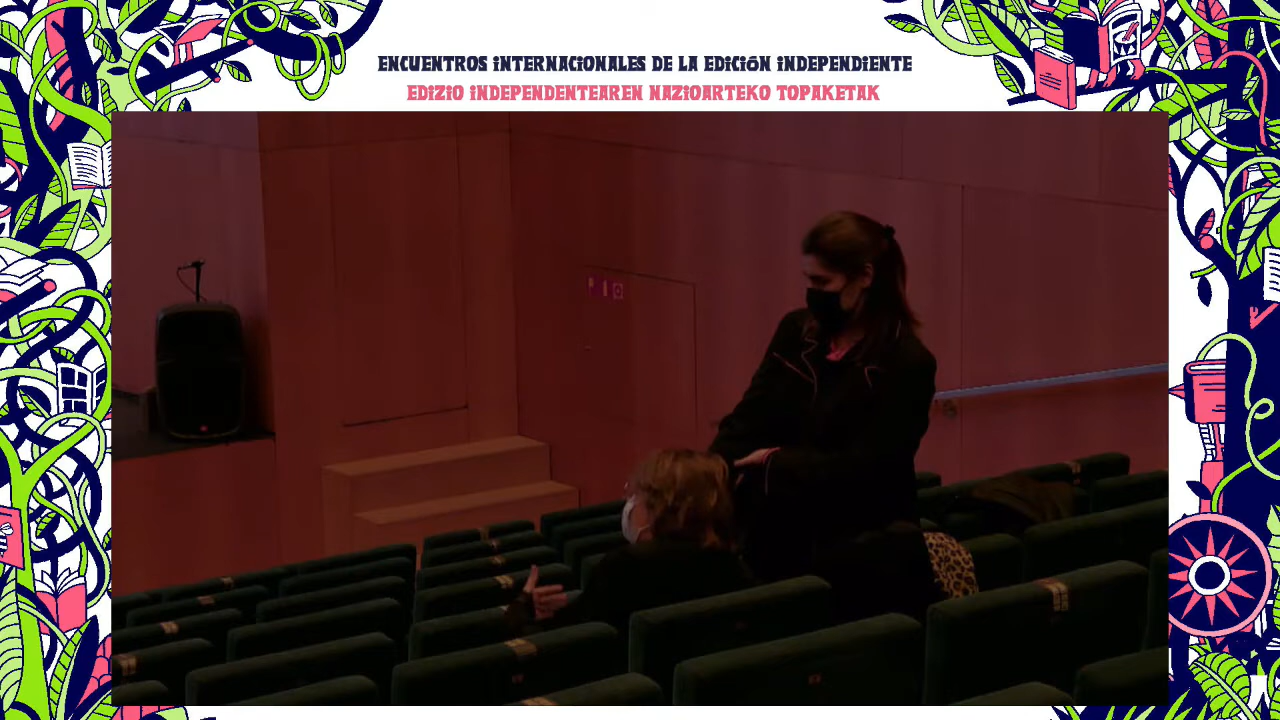 ENCUENTROS INTERNACIONALES DE LA EDICIÓN INDEPENDIENTE
EDIZIO INDEPENDENTEAREN NAZIOARTEKO TOPAKETAK